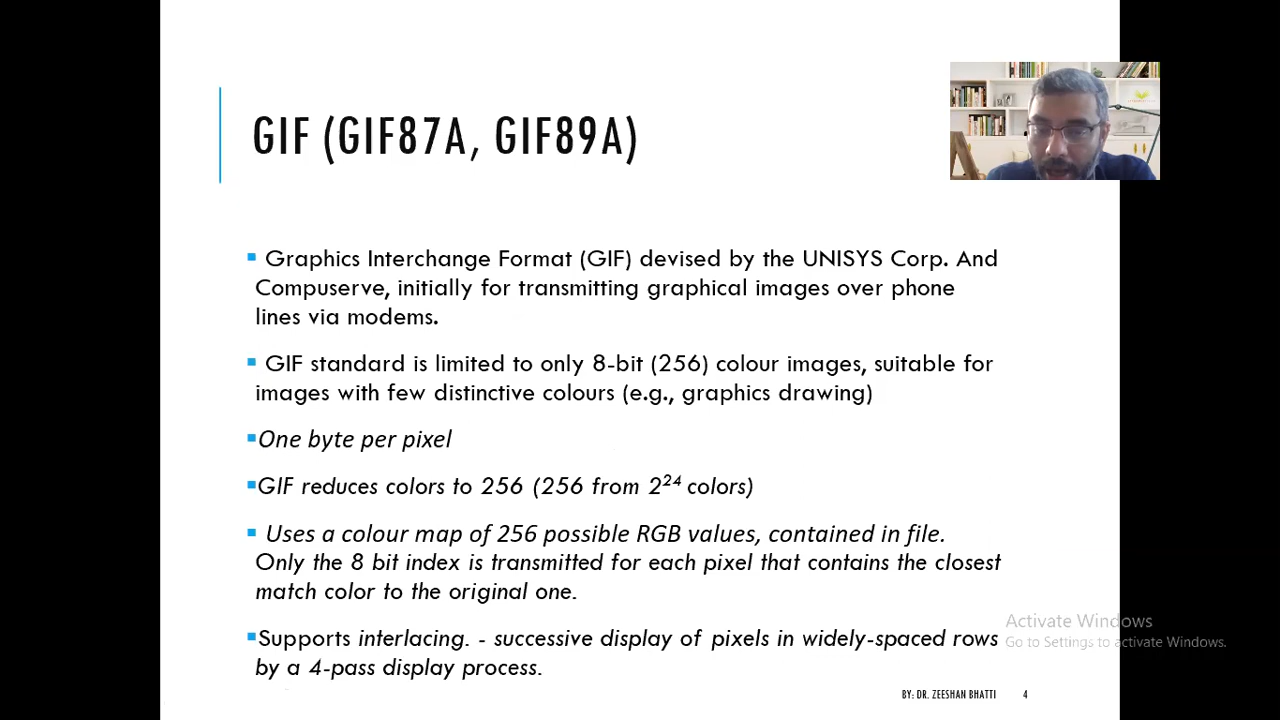 GIF (GIF87A, GIF89A)
▪ Graphics Interchange Format (GIF) devised by the UNISYS Corp. And
Compuserve, initially for transmitting graphical images over phone
lines via modems.
▪ GIF standard is limited to only 8-bit (256) colour images, suitable for
images with few distinctive colours (e.g., graphics drawing)
▪One byte per pixel
▪GIF reduces colors to 256 (256 from 2²⁴ colors)
▪ Uses a colour map of 256 possible RGB values, contained in file.
Only the 8 bit index is transmitted for each pixel that contains the closest
match color to the original one.
▪Supports interlacing. - successive display of pixels in widely-spaced rows
by a 4-pass display process.
Activate Windows
Go to Settings to activate Windows.
BY: DR. ZEESHAN BHATTI 4